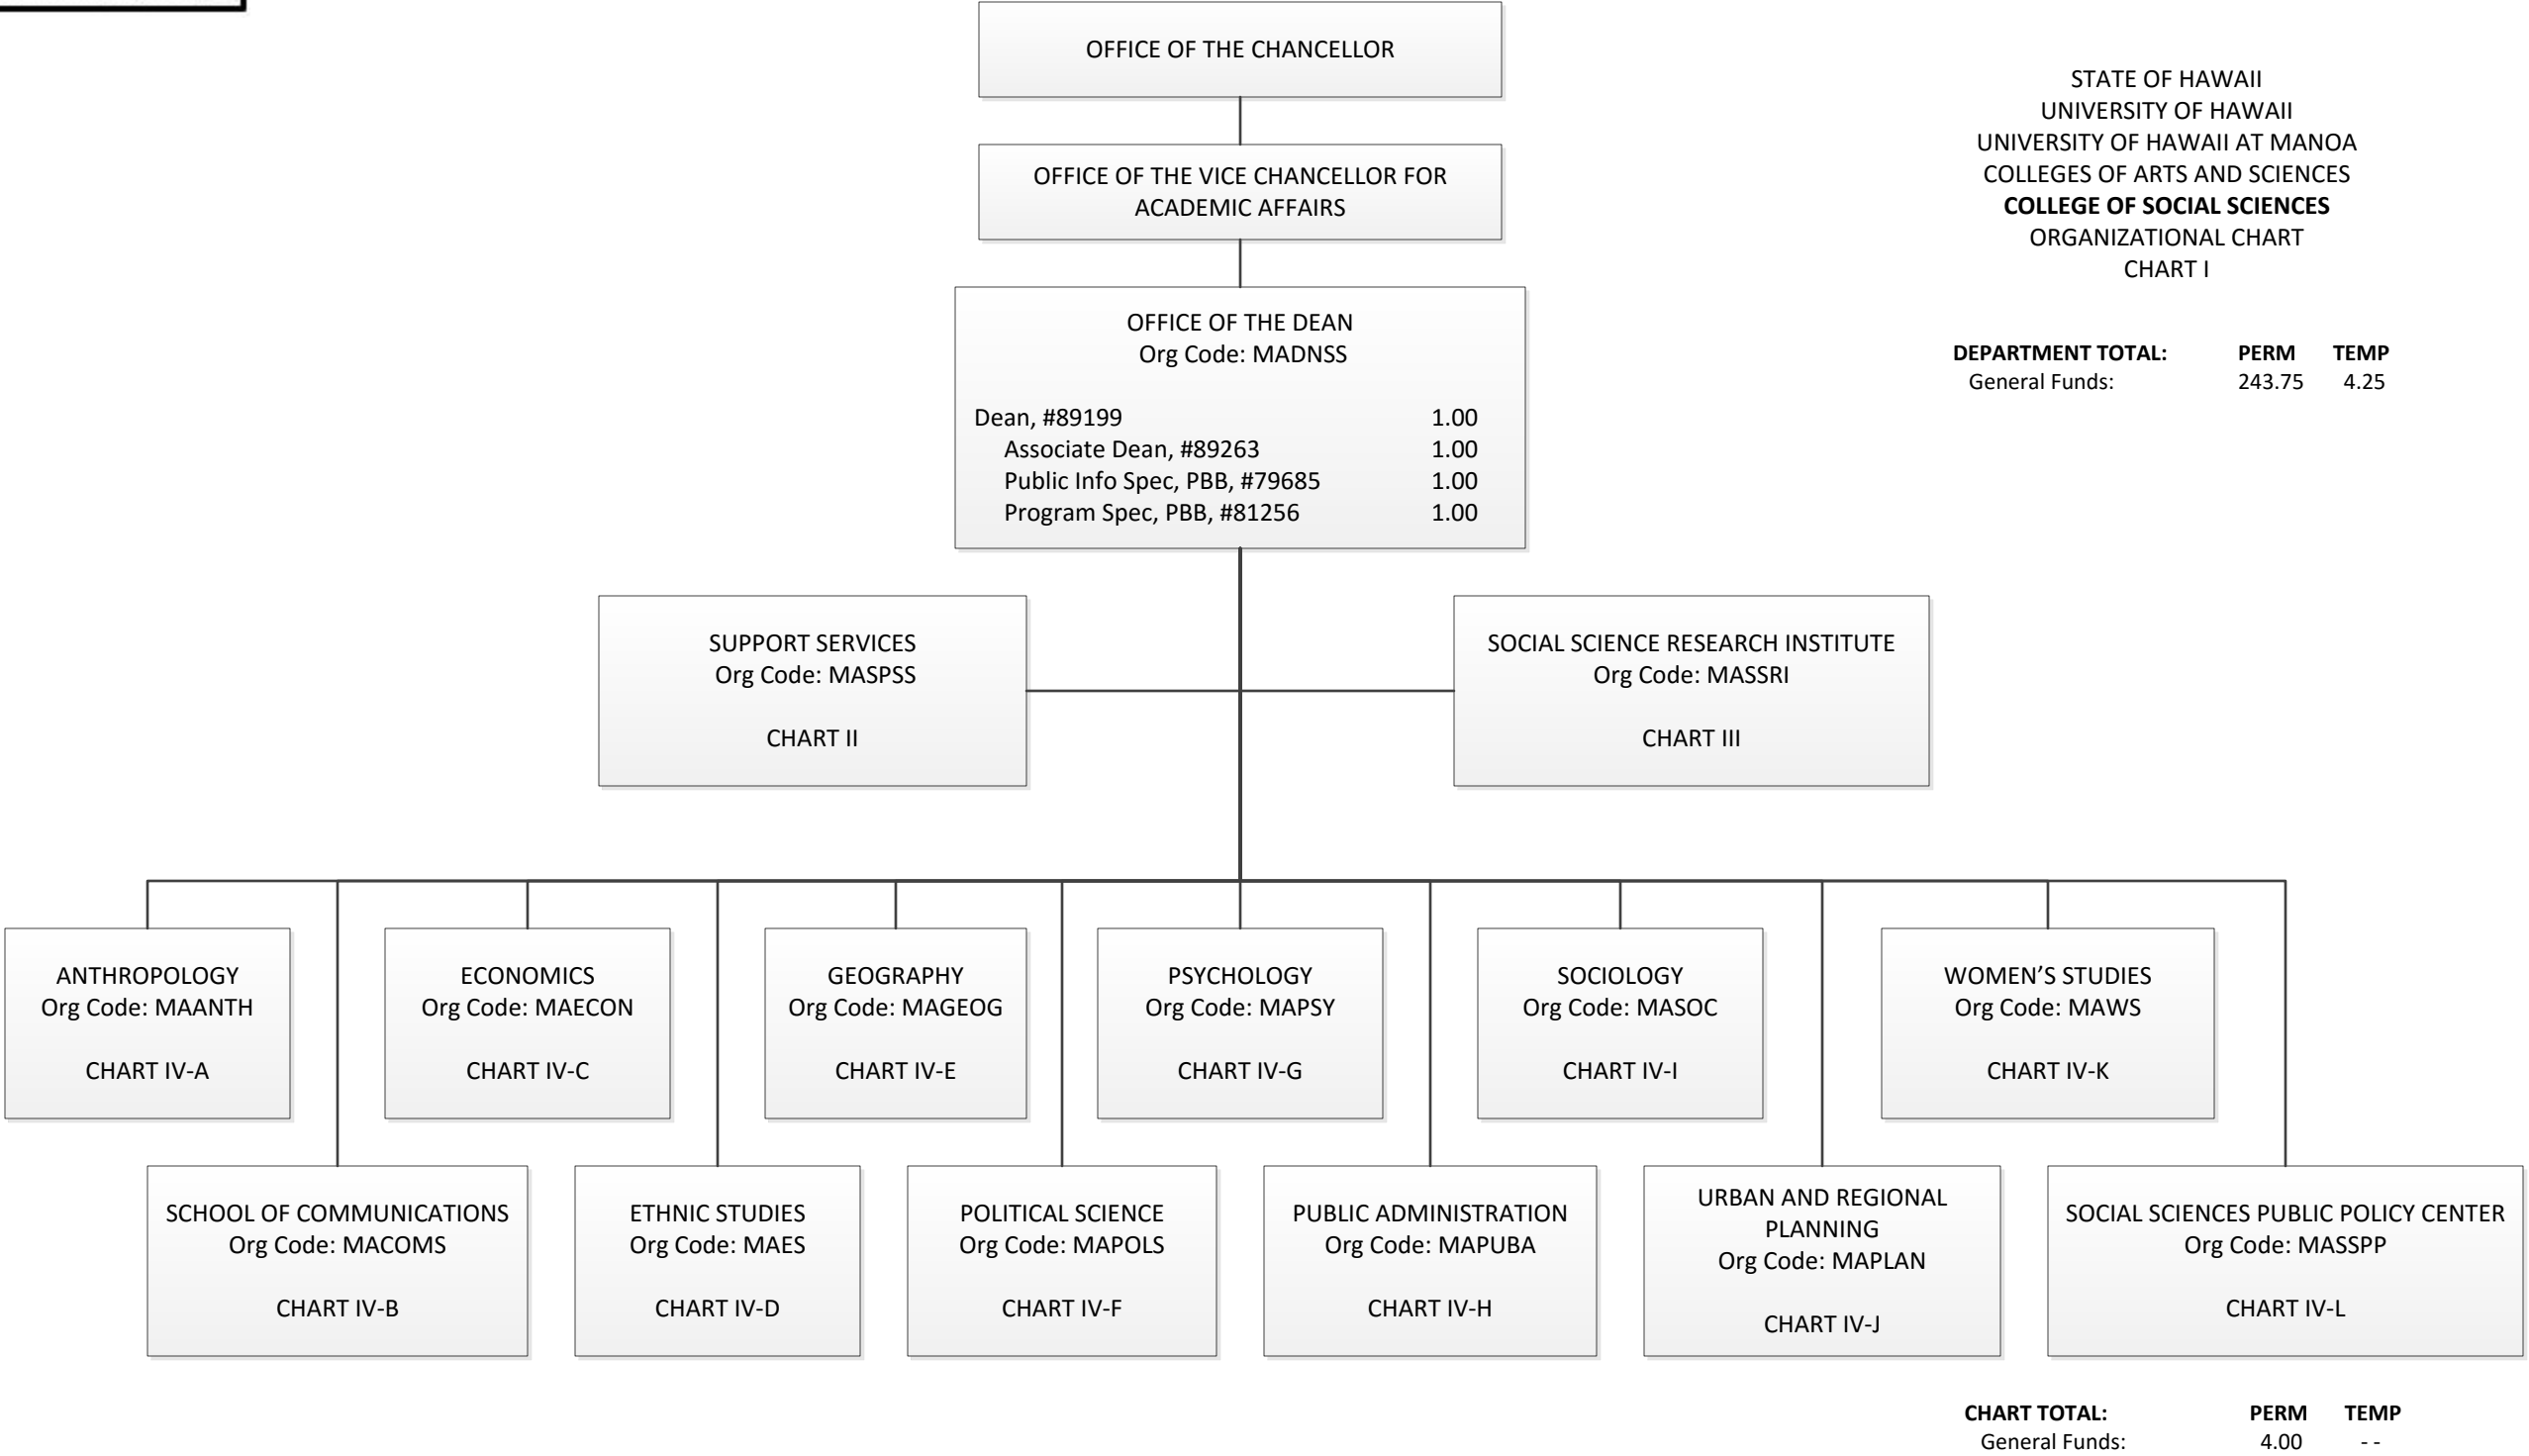 OFFICE OF THE CHANCELLOR
OFFICE OF THE VICE CHANCELLOR FOR
ACADEMIC AFFAIRS
STATE OF HAWAII
UNIVERSITY OF HAWAII
UNIVERSITY OF HAWAII AT MANOA
COLLEGES OF ARTS AND SCIENCES
COLLEGE OF SOCIAL SCIENCES
ORGANIZATIONAL CHART
CHART I
DEPARTMENT TOTAL: PERM TEMP
General Funds: 243.75 4.25
OFFICE OF THE DEAN
Org Code: MADNSS
Dean, #89199 1.00
Associate Dean, #89263 1.00
Public Info Spec, PBB, #79685 1.00
Program Spec, PBB, #81256 1.00
SUPPORT SERVICES
Org Code: MASPSS
CHART II
SOCIAL SCIENCE RESEARCH INSTITUTE
Org Code: MASSRI
CHART III
ANTHROPOLOGY
Org Code: MAANTH
CHART IV-A
ECONOMICS
Org Code: MAECON
CHART IV-C
GEOGRAPHY
Org Code: MAGEOG
CHART IV-E
PSYCHOLOGY
Org Code: MAPSY
CHART IV-G
SOCIOLOGY
Org Code: MASOC
CHART IV-I
WOMEN’S STUDIES
Org Code: MAWS
CHART IV-K
SCHOOL OF COMMUNICATIONS
Org Code: MACOMS
CHART IV-B
ETHNIC STUDIES
Org Code: MAES
CHART IV-D
POLITICAL SCIENCE
Org Code: MAPOLS
CHART IV-F
PUBLIC ADMINISTRATION
Org Code: MAPUBA
CHART IV-H
URBAN AND REGIONAL
PLANNING
Org Code: MAPLAN
CHART IV-J
SOCIAL SCIENCES PUBLIC POLICY CENTER
Org Code: MASSPP
CHART IV-L
CHART TOTAL: PERM TEMP
General Funds: 4.00 - -